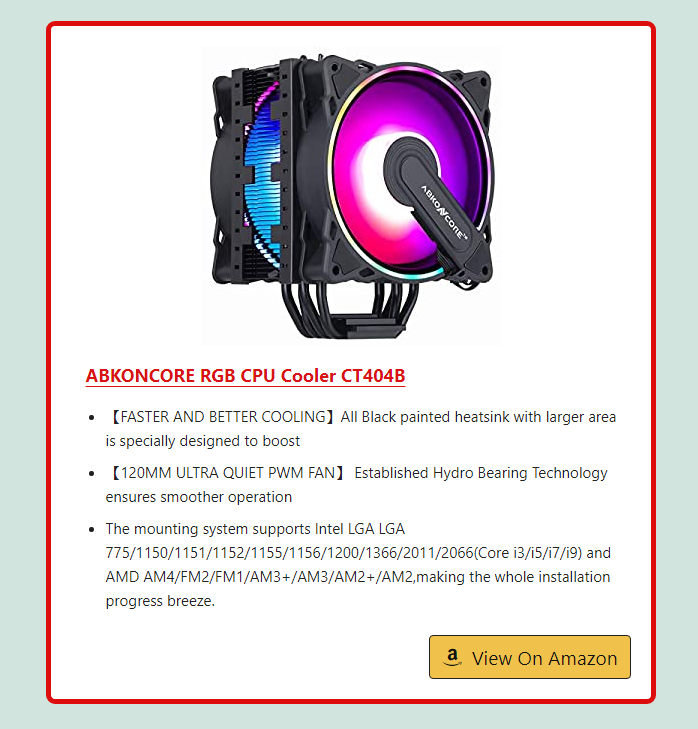 ABKONCORE™
ABKONCORE RGB CPU Cooler CT404B
【FASTER AND BETTER COOLING】All Black painted heatsink with larger area
is specially designed to boost
【120MM ULTRA QUIET PWM FAN】 Established Hydro Bearing Technology
ensures smoother operation
The mounting system supports Intel LGA LGA
775/1150/1151/1152/1155/1156/1200/1366/2011/2066(Core i3/i5/i7/i9) and
AMD AM4/FM2/FM1/AM3+/AM3/AM2+/AM2,making the whole installation
progress breeze.
a View On Amazon